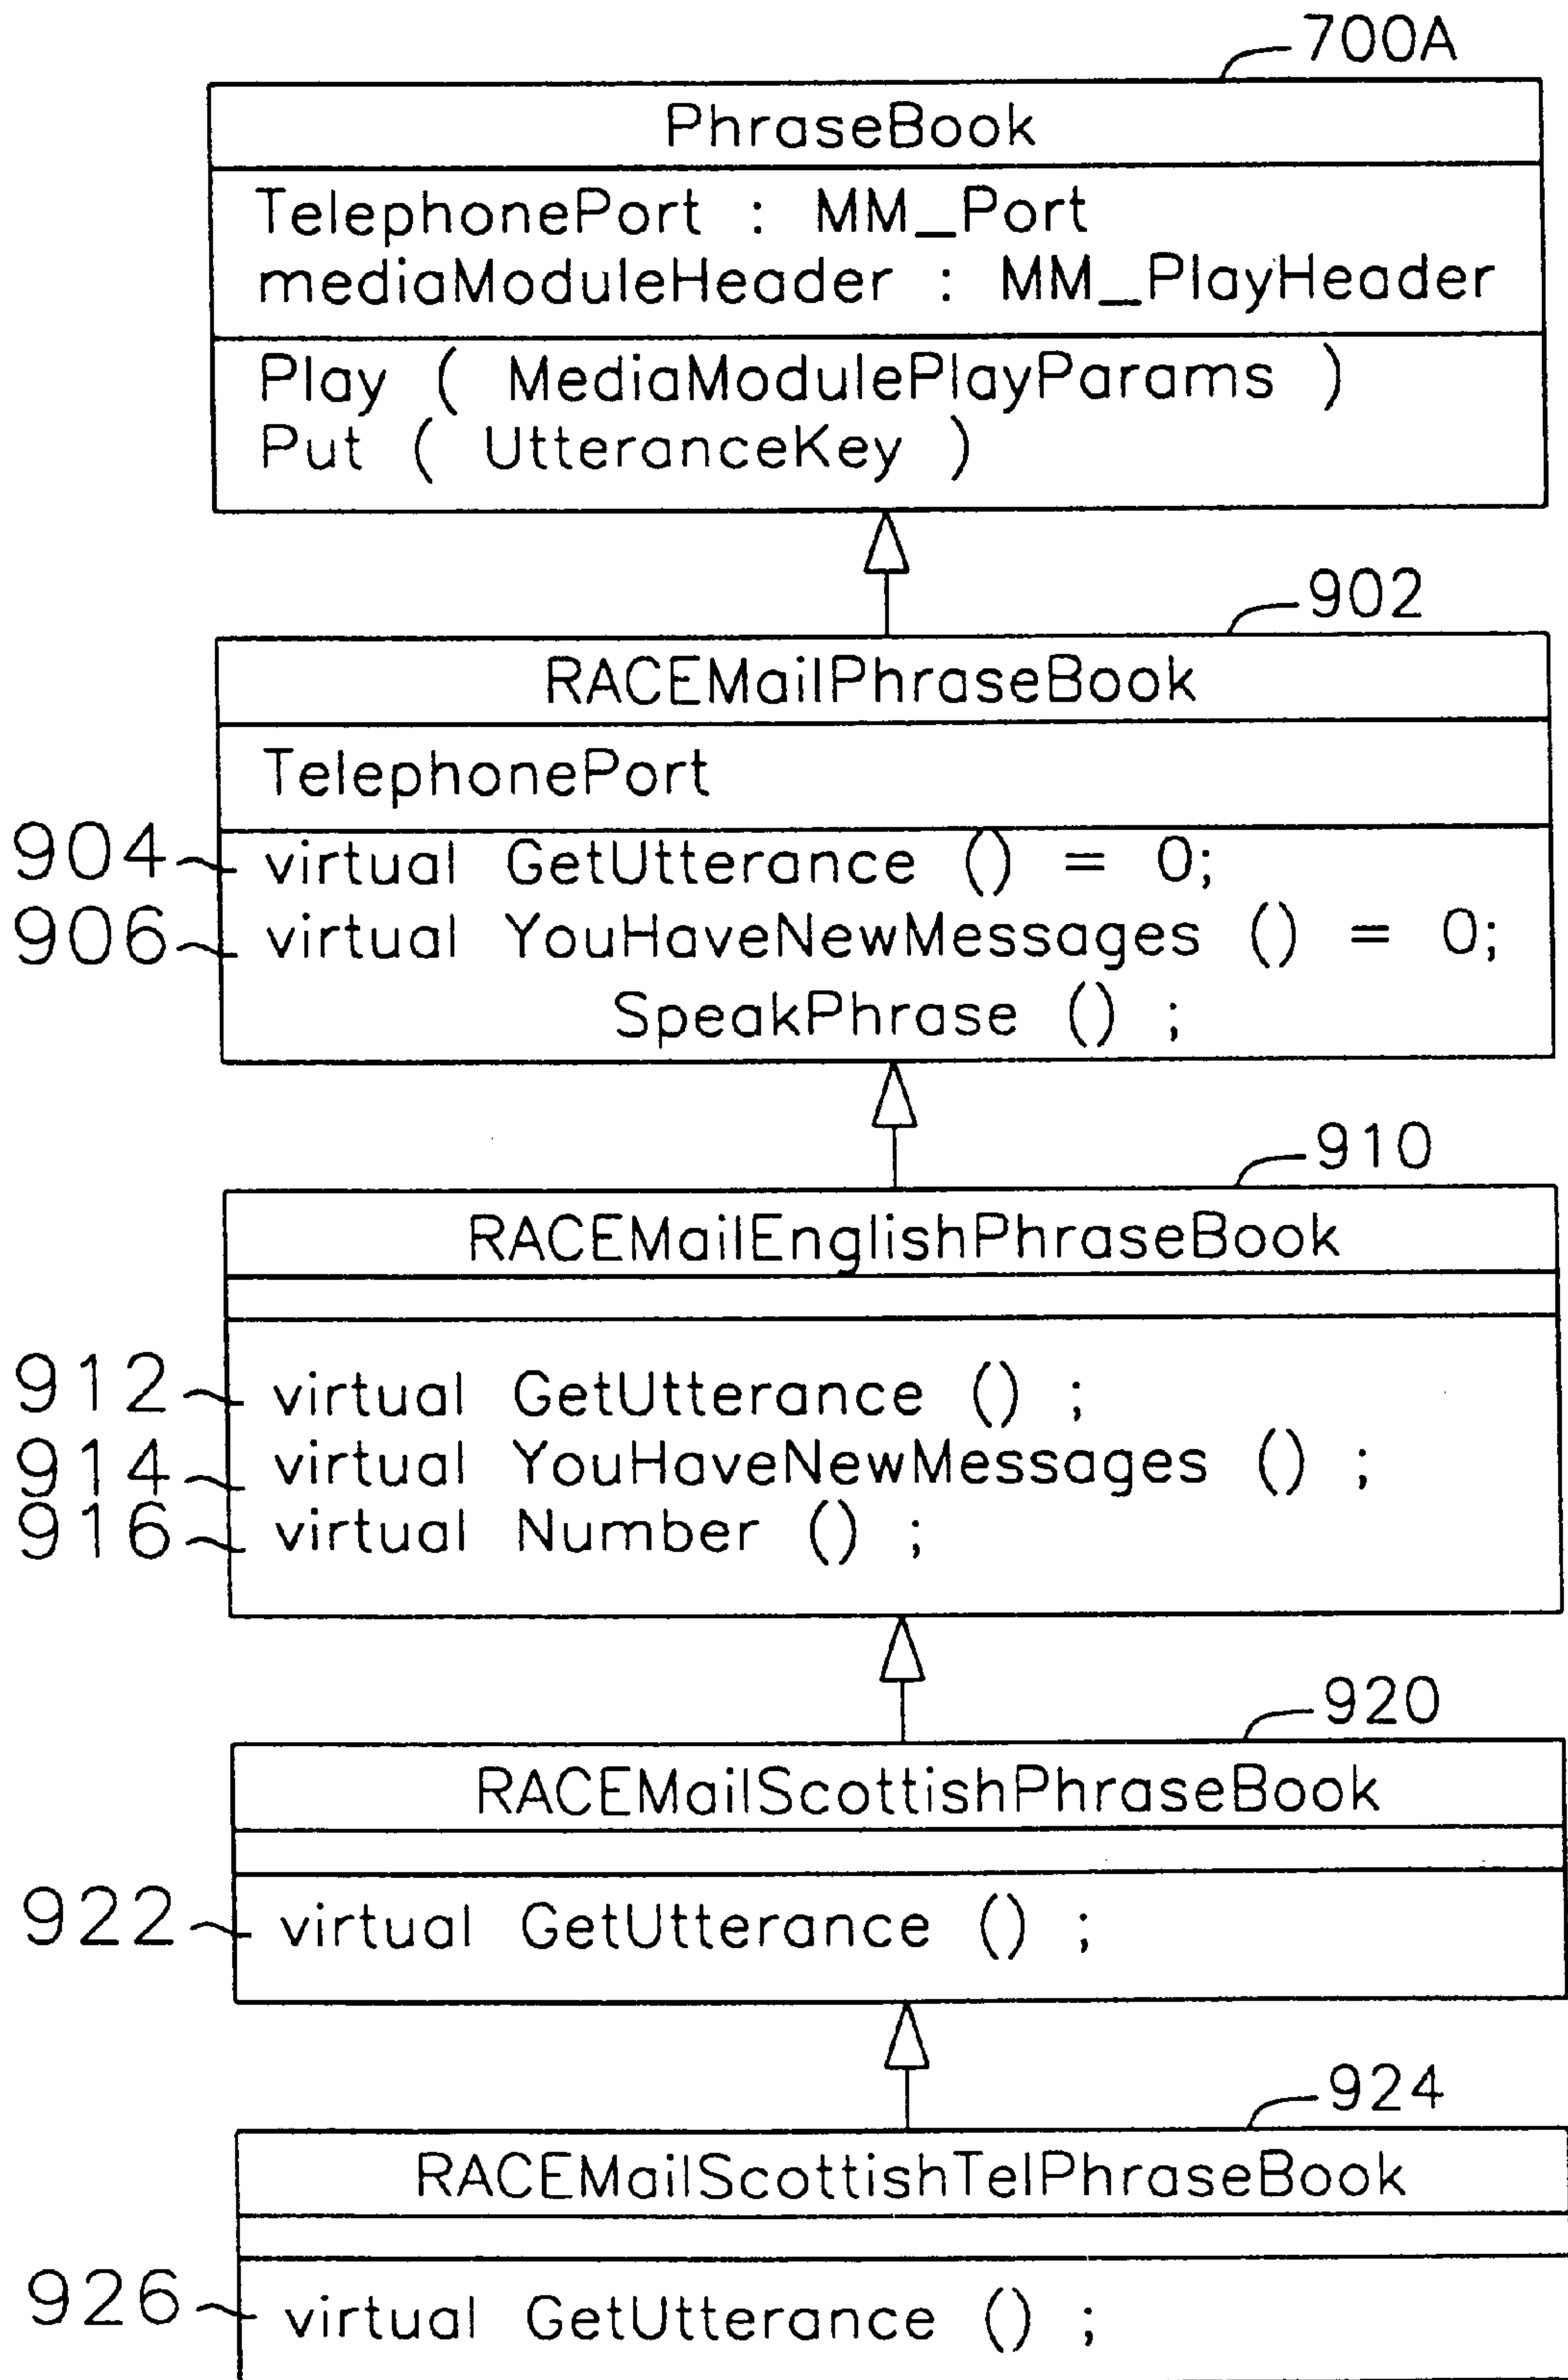 700A
PhraseBook
TelephonePort : MM_Port
mediaModuleHeader : MM_PlayHeader
Play ( MediaModulePlayParams )
Put ( UtteranceKey )
902
RACEMailPhraseBook
TelephonePort
904 virtual GetUtterance () = 0;
906 virtual YouHaveNewMessages () = 0;
SpeakPhrase () ;
910
RACEMailEnglishPhraseBook
912 virtual GetUtterance () ;
914 virtual YouHaveNewMessages () ;
916 virtual Number () ;
920
RACEMailScottishPhraseBook
922 virtual GetUtterance () ;
924
RACEMailScottishTelPhraseBook
926 virtual GetUtterance () ;